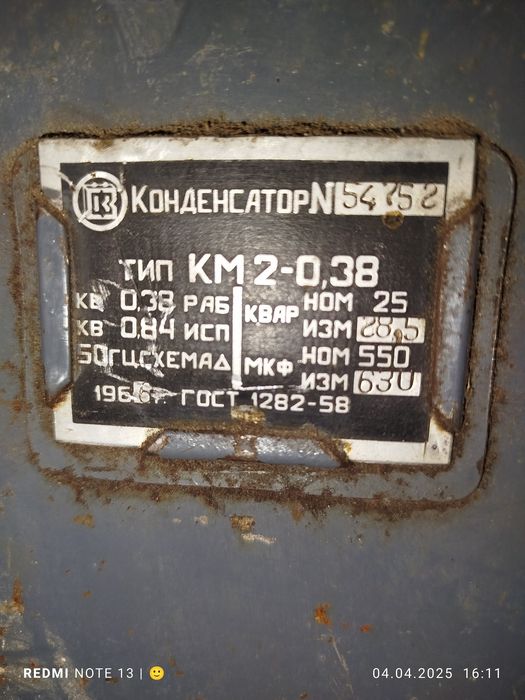 КОНДЕНСАТОР N 54752
ТИП КМ 2-0,38
КВ 0,38 РАБ КВАР НОМ 25
КВ 0,84 ИСП ИЗМ 28,5
50ГЦ СХЕМА Δ МКФ НОМ 550
ИЗМ 630
1966г. ГОСТ 1282-58
REDMI NOTE 13 | 🙂 04.04.2025 16:11